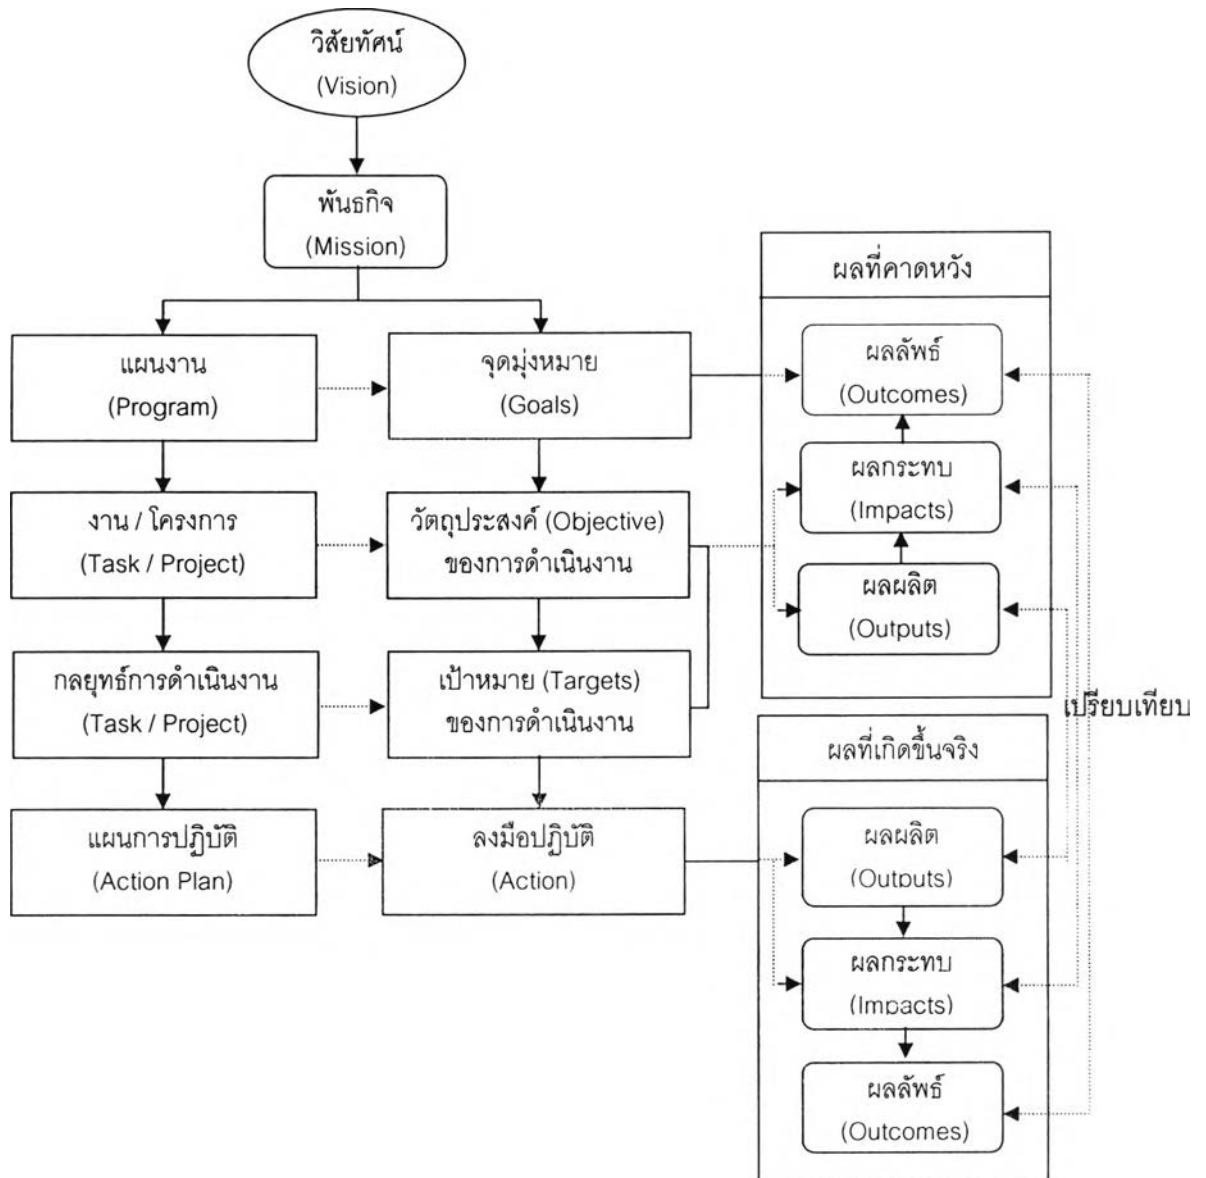 วิสัยทัศน์
(Vision)
พันธกิจ
(Mission)
ผลที่คาดหวัง
แผนงาน
(Program)
จุดมุ่งหมาย
(Goals)
ผลลัพธ์
(Outcomes)
ผลกระทบ
(Impacts)
งาน / โครงการ
(Task / Project)
วัตถุประสงค์ (Objective)
ของการดำเนินงาน
ผลผลิต
(Outputs)
กลยุทธ์การดำเนินงาน
(Task / Project)
เป้าหมาย (Targets)
ของการดำเนินงาน
เปรียบเทียบ
ผลที่เกิดขึ้นจริง
แผนการปฏิบัติ
(Action Plan)
ลงมือปฏิบัติ
(Action)
ผลผลิต
(Outputs)
ผลกระทบ
(Impacts)
ผลลัพธ์
(Outcomes)